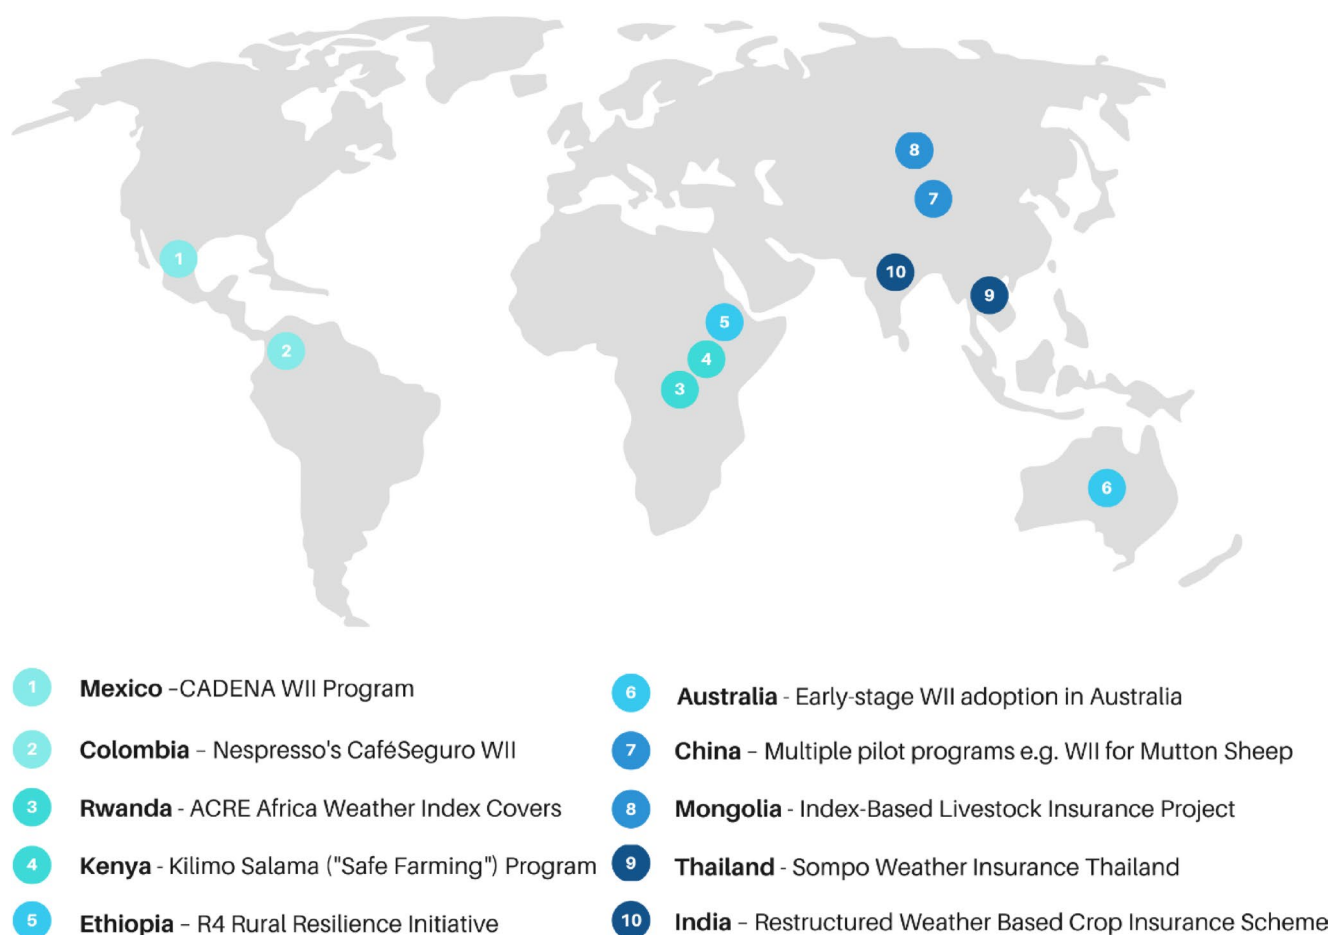 8
7
1
10
9
5
2
4
3
6
1 Mexico –CADENA WII Program
2 Colombia – Nespresso's CaféSeguro WII
3 Rwanda - ACRE Africa Weather Index Covers
4 Kenya - Kilimo Salama ("Safe Farming") Program
5 Ethiopia – R4 Rural Resilience Initiative
6 Australia - Early-stage WII adoption in Australia
7 China – Multiple pilot programs e.g. WII for Mutton Sheep
8 Mongolia - Index-Based Livestock Insurance Project
9 Thailand - Sompo Weather Insurance Thailand
10 India – Restructured Weather Based Crop Insurance Scheme